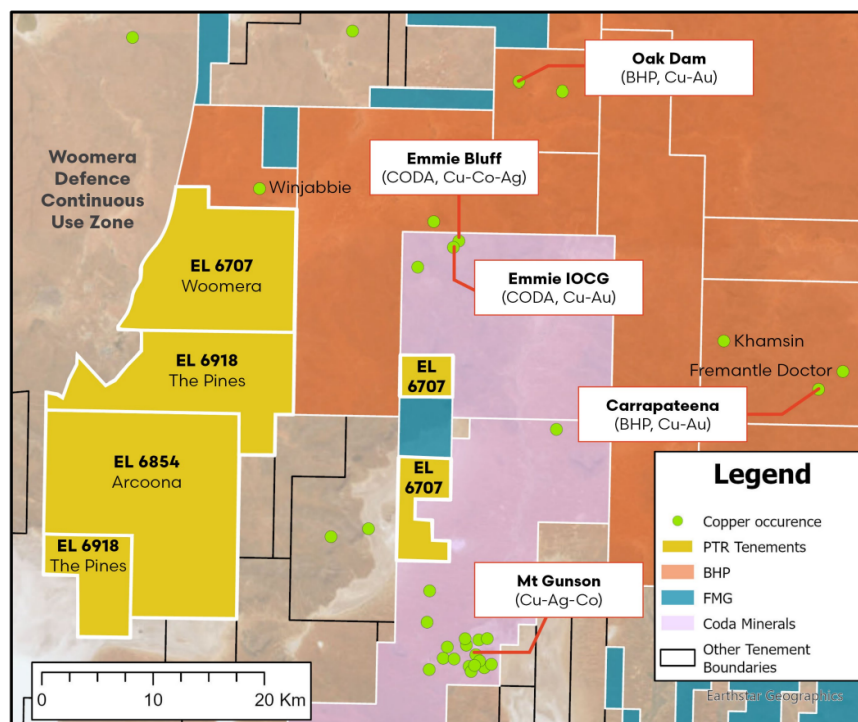 Oak Dam
(BHP, Cu-Au)
Woomera
Defence
Continuous
Use Zone
Emmie Bluff
(CODA, Cu-Co-Ag)
Winjabbie
EL 6707
Woomera
Emmie IOCG
(CODA, Cu-Au)
Khamsin
EL 6918
The Pines
EL
6707
Fremantle Doctor
Carrapateena
(BHP, Cu-Au)
EL 6854
Arcoona
EL
6707
EL 6918
The Pines
Mt Gunson
(Cu-Ag-Co)
Legend
Copper occurence
PTR Tenements
BHP
FMG
Coda Minerals
Other Tenement
Boundaries
0
10
20 Km
Earthstar Geographics